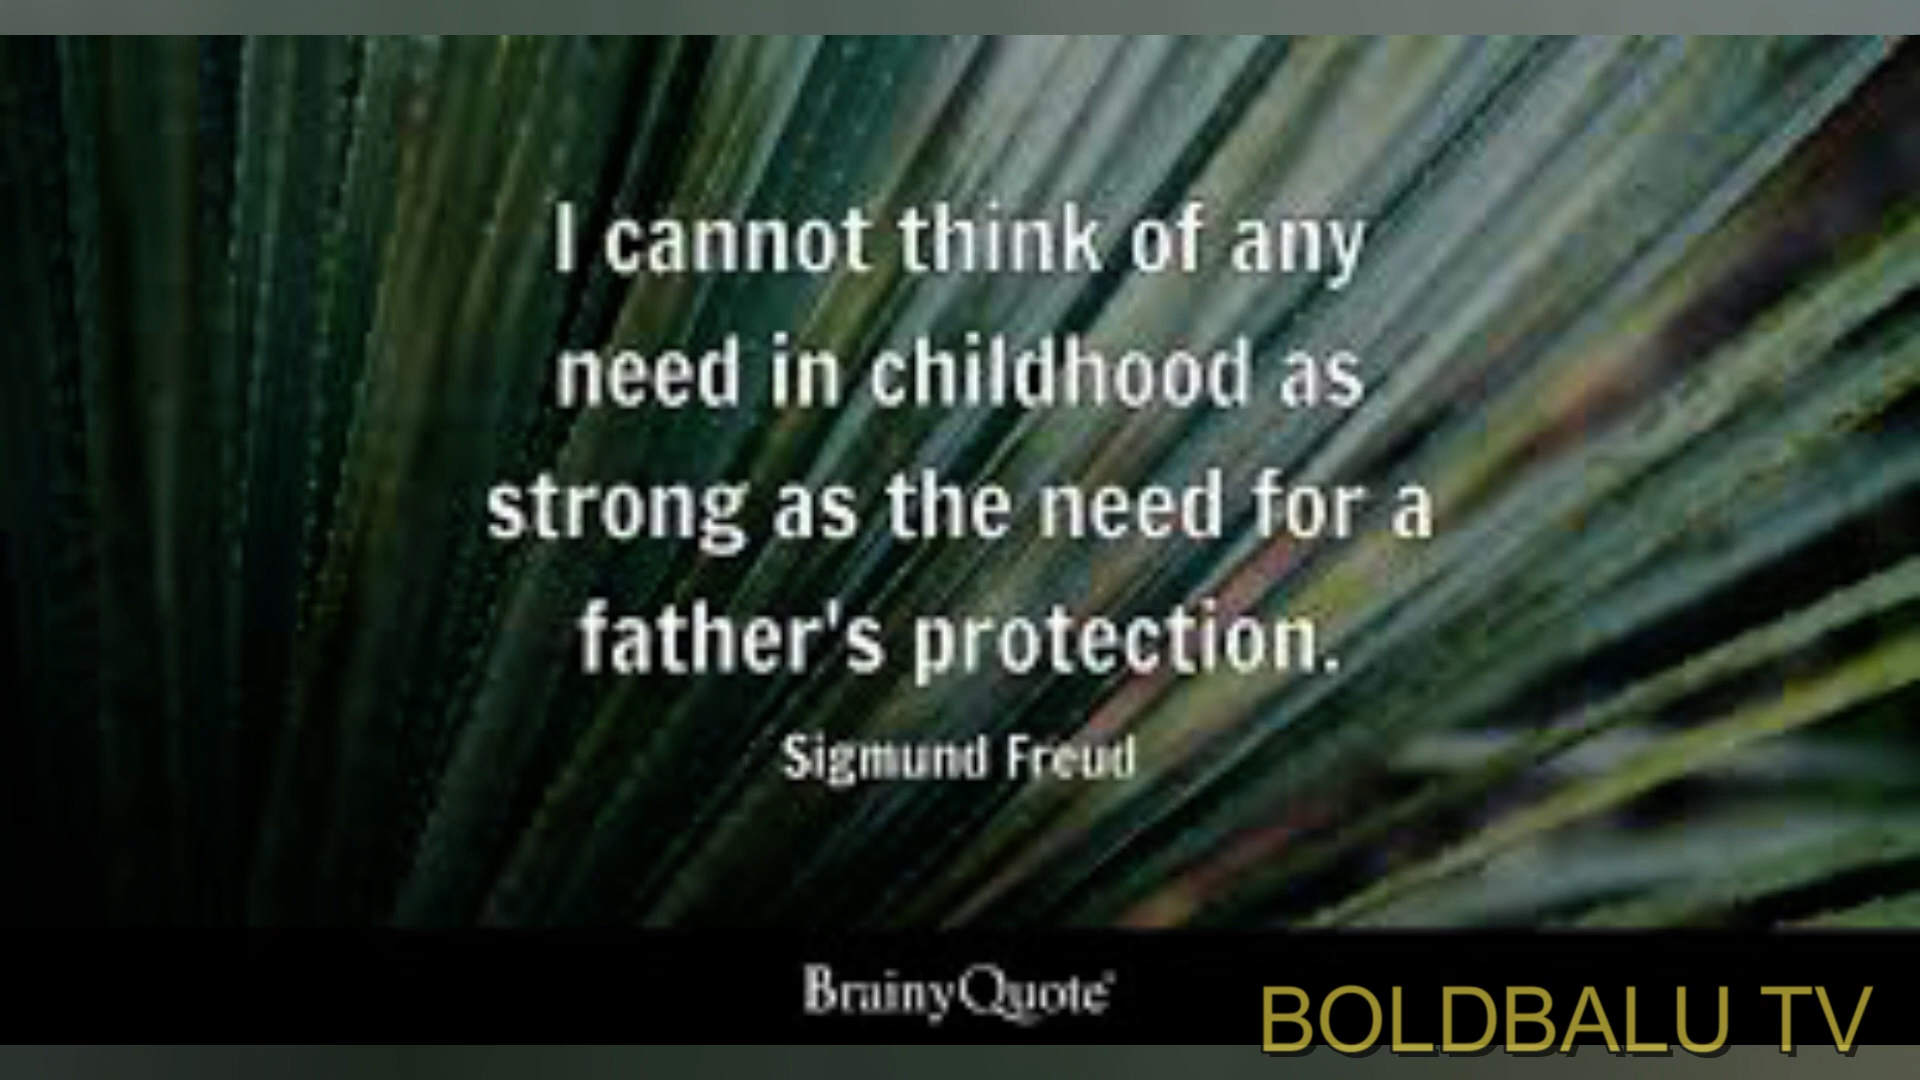 I cannot think of any
need in childhood as
strong as the need for a
father's protection.
Sigmund Freud
BrainyQuote®
BOLDBALU TV